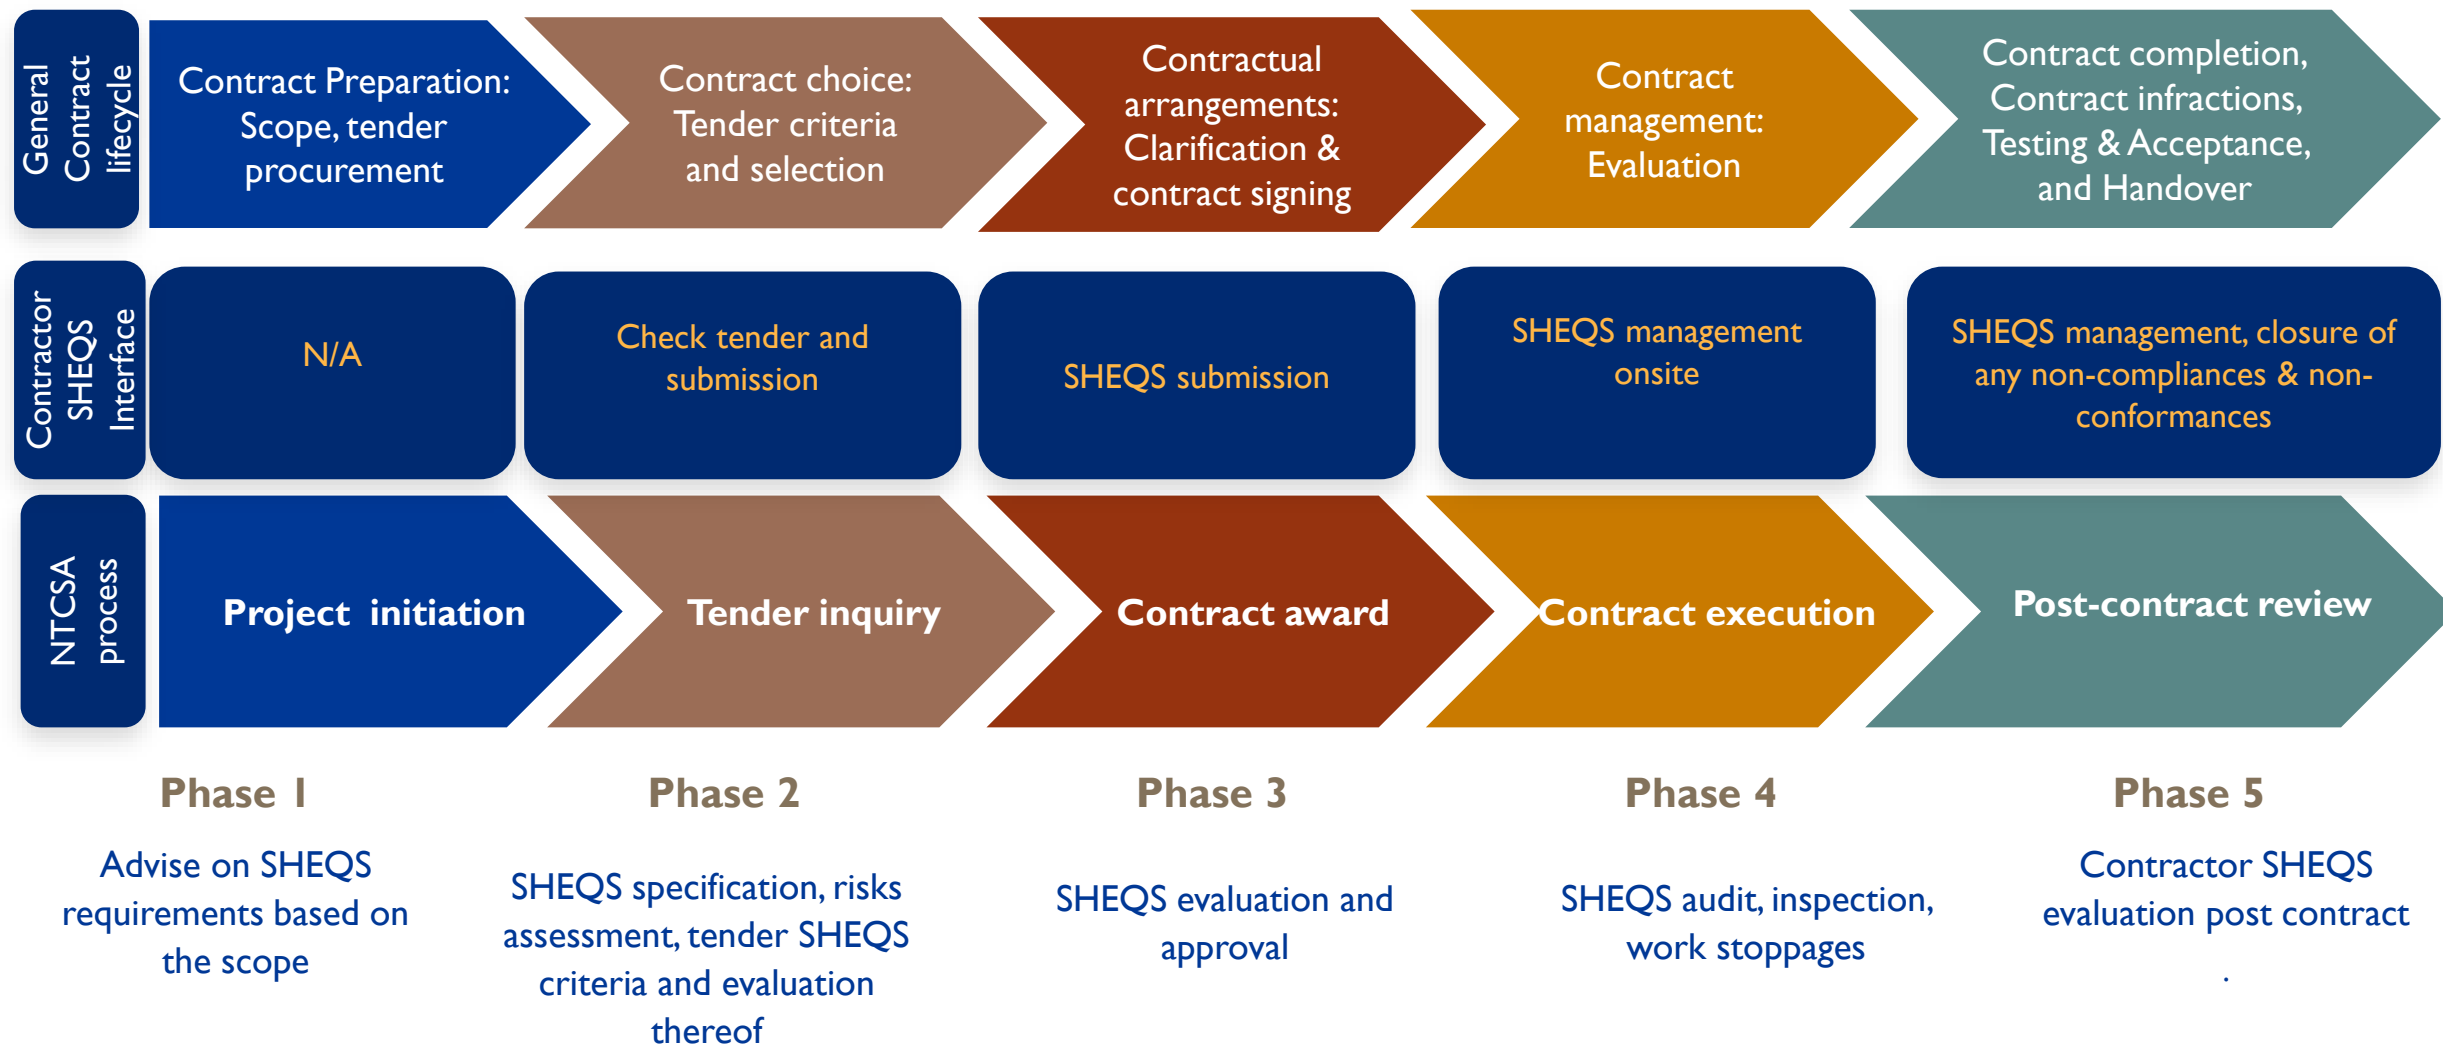 General
Contract
lifecycle
Contract Preparation:
Scope, tender
procurement
Contract choice:
Tender criteria
and selection
Contractual
arrangements:
Clarification &
contract signing
Contract
management:
Evaluation
Contract completion,
Contract infractions,
Testing & Acceptance,
and Handover
Contractor
SHEQS
Interface
N/A
Check tender and
submission
SHEQS submission
SHEQS management
onsite
SHEQS management, closure of
any non-compliances & non-
conformances
NTCSA
process
Project initiation
Tender inquiry
Contract award
Contract execution
Post-contract review
Phase 1
Phase 2
Phase 3
Phase 4
Phase 5
Advise on SHEQS
requirements based on
the scope
SHEQS specification, risks
assessment, tender SHEQS
criteria and evaluation
thereof
SHEQS evaluation and
approval
SHEQS audit, inspection,
work stoppages
Contractor SHEQS
evaluation post contract
.